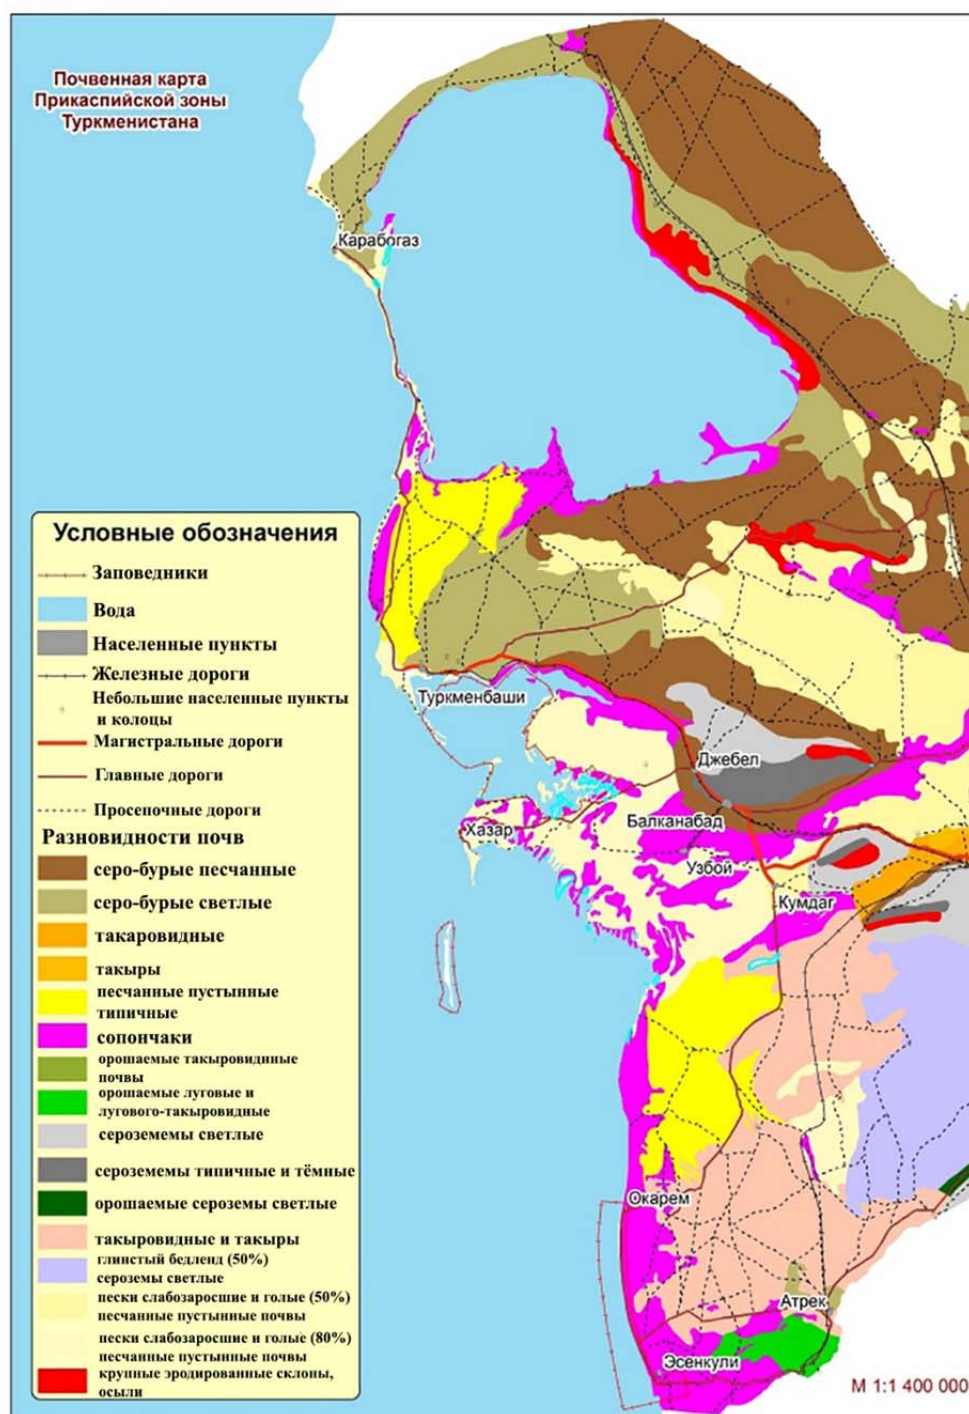 Почвенная карта
Прикаспийской зоны
Туркменистана
Карабогаз
Туркменбаши
Джебел
Балканабад
Хазар
Узбой
Кумдаг
Окарем
Атрек
Эсенкули
М 1:1 400 000
Условные обозначения
Заповедники
Вода
Населенные пункты
Железные дороги
Небольшие населенные пункты
и колоцы
Магистральные дороги
Главные дороги
Просепочные дороги
Разновидности почв
серо-бурые песчанные
серо-бурые светлые
такаровидные
такыры
песчанные пустынные
типичные
сопончаки
орошаемые такыровидинные
почвы
орошаемые луговые и
лугового-такыровидные
сероземемы светлые
сероземемы типичные и тёмные
орошаемые сероземы светлые
такыровидные и такыры
глинстый бедленд (50%)
сероземы светлые
пески слабозаросшие и голые (50%)
песчанные пустынные почвы
пески слабозаросшие и голые (80%)
песчанные пустынные почвы
крупные эродированные склоны,
осыли